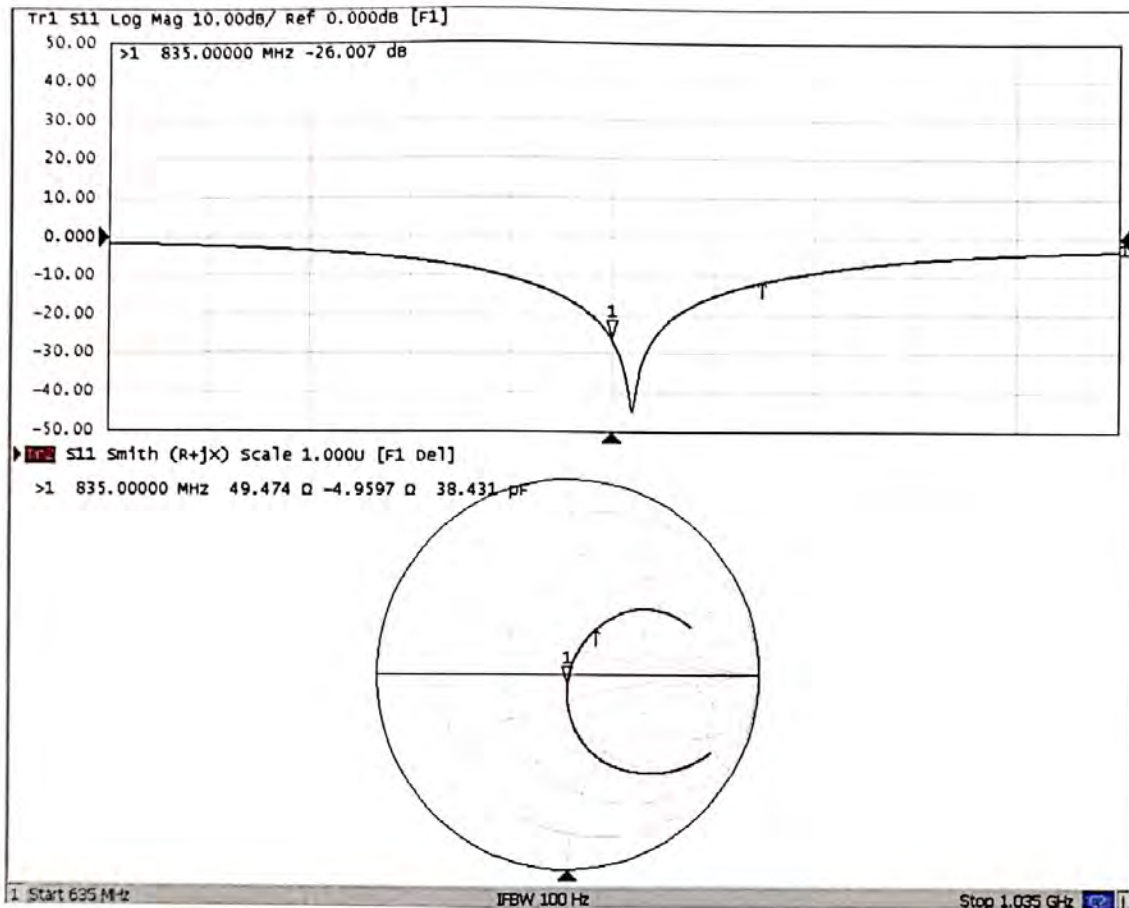 Tr1 S11 Log Mag 10.00dB/ Ref 0.000dB [F1]
50.00
>1 835.00000 MHz -26.007 dB
40.00
30.00
20.00
10.00
0.000
-10.00
-20.00
1
-30.00
-40.00
-50.00
Tr2 S11 Smith (R+jX) Scale 1.000U [F1 Del]
>1 835.00000 MHz 49.474 Ω -4.9597 Ω 38.431 pF
1
1 Start 635 MHz IFBW 100 Hz Stop 1.035 GHz C2